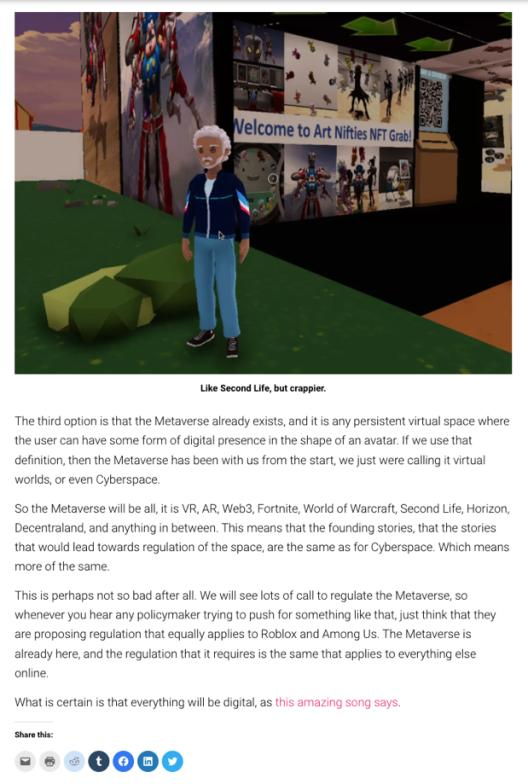 Welcome to Art Nifties NFT Grab!
Like Second Life, but crappier.
The third option is that the Metaverse already exists, and it is any persistent virtual space where
the user can have some form of digital presence in the shape of an avatar. If we use that
definition, then the Metaverse has been with us from the start, we just were calling it virtual
worlds, or even Cyberspace.
So the Metaverse will be all, it is VR, AR, Web3, Fortnite, World of Warcraft, Second Life, Horizon,
Decentraland, and anything in between. This means that the founding stories, that the stories
that would lead towards regulation of the space, are the same as for Cyberspace. Which means
more of the same.
This is perhaps not so bad after all. We will see lots of call to regulate the Metaverse, so
whenever you hear any policymaker trying to push for something like that, just think that they
are proposing regulation that equally applies to Roblox and Among Us. The Metaverse is
already here, and the regulation that it requires is the same that applies to everything else
online.
What is certain is that everything will be digital, as this amazing song says.
Share this: